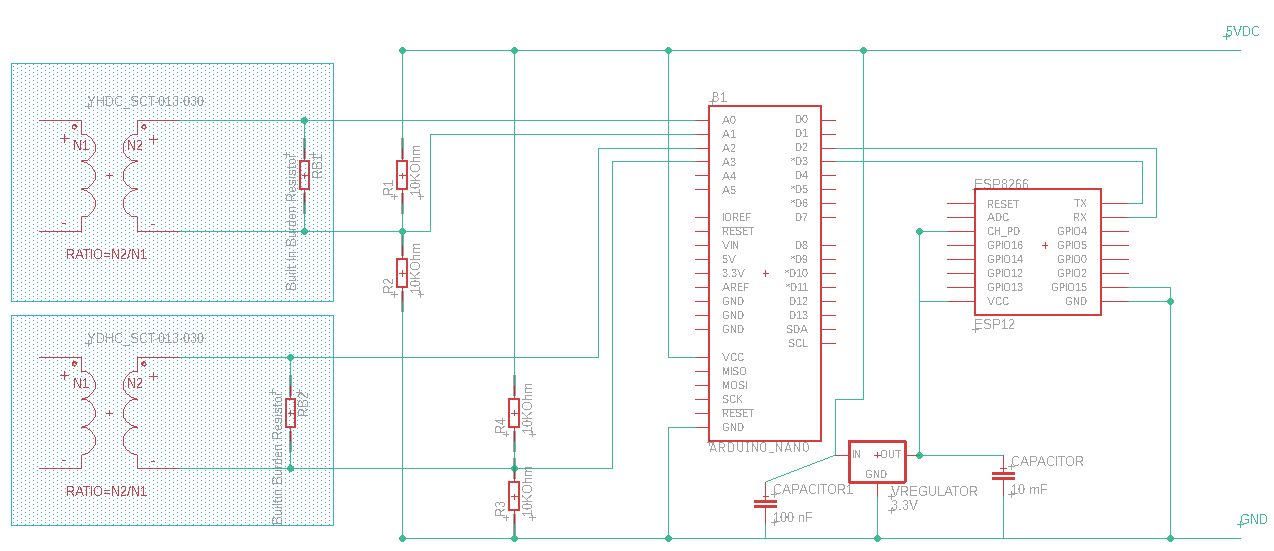 5VDC
YHDC_SCT-013-030
+
N1
N2
+
-
-
RATIO=N2/N1
Built in Burden Resistor
RB1
R1
10KOhm
R2
10KOhm
YDHC_SCT-013-030
+
N1
N2
+
-
-
RATIO=N2/N1
Builtin Burden Resistor
RB2
R4
10KOhm
R3
10KOhm
B1
A0
A1
A2
A3
A4
A5
IOREF
RESET
VIN
5V
3.3V
AREF
GND
GND
GND
VCC
MISO
MOSI
SCK
RESET
GND
D0
D1
D2
*D3
D4
*D5
*D6
D7
D8
*D9
*D10
*D11
D12
D13
SDA
SCL
ARDUINO_NANO
ESP8266
RESET
ADC
CH_PD
GPIO16
GPIO14
GPIO12
GPIO13
VCC
TX
RX
GPIO4
GPIO5
GPIO0
GPIO2
GPIO15
GND
ESP12
IN
OUT
GND
VREGULATOR
3.3V
CAPACITOR1
100 nF
CAPACITOR
10 mF
GND